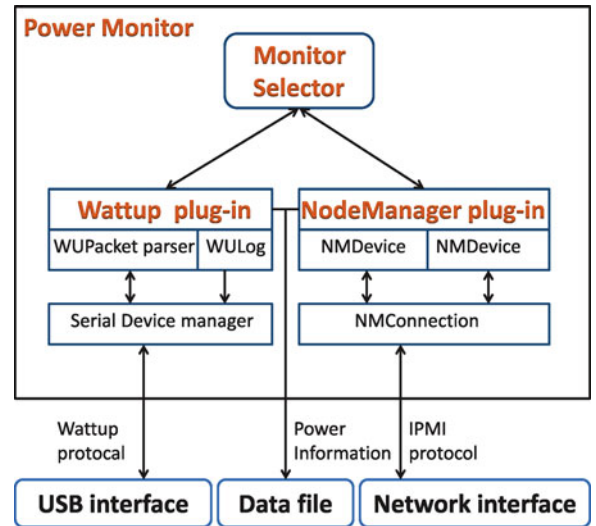 Power Monitor
Monitor
Selector
Wattup plug-in
NodeManager plug-in
WUPacket parser
WULog
NMDevice
NMDevice
Serial Device manager
NMConnection
Wattup
protocal
Power
Information
IPMI
protocol
USB interface
Data file
Network interface